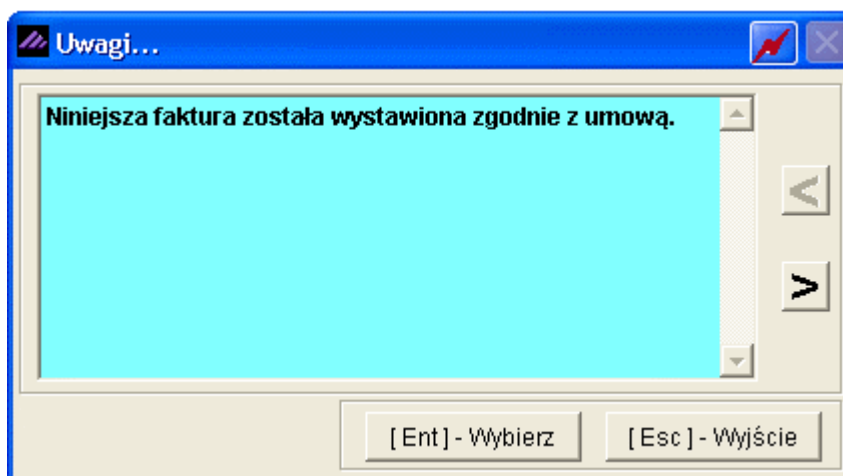 Uwagi...
Niniejsza faktura została wystawiona zgodnie z umową.
<
>
[ Ent ] - Wybierz
[ Esc ] - Wyjście